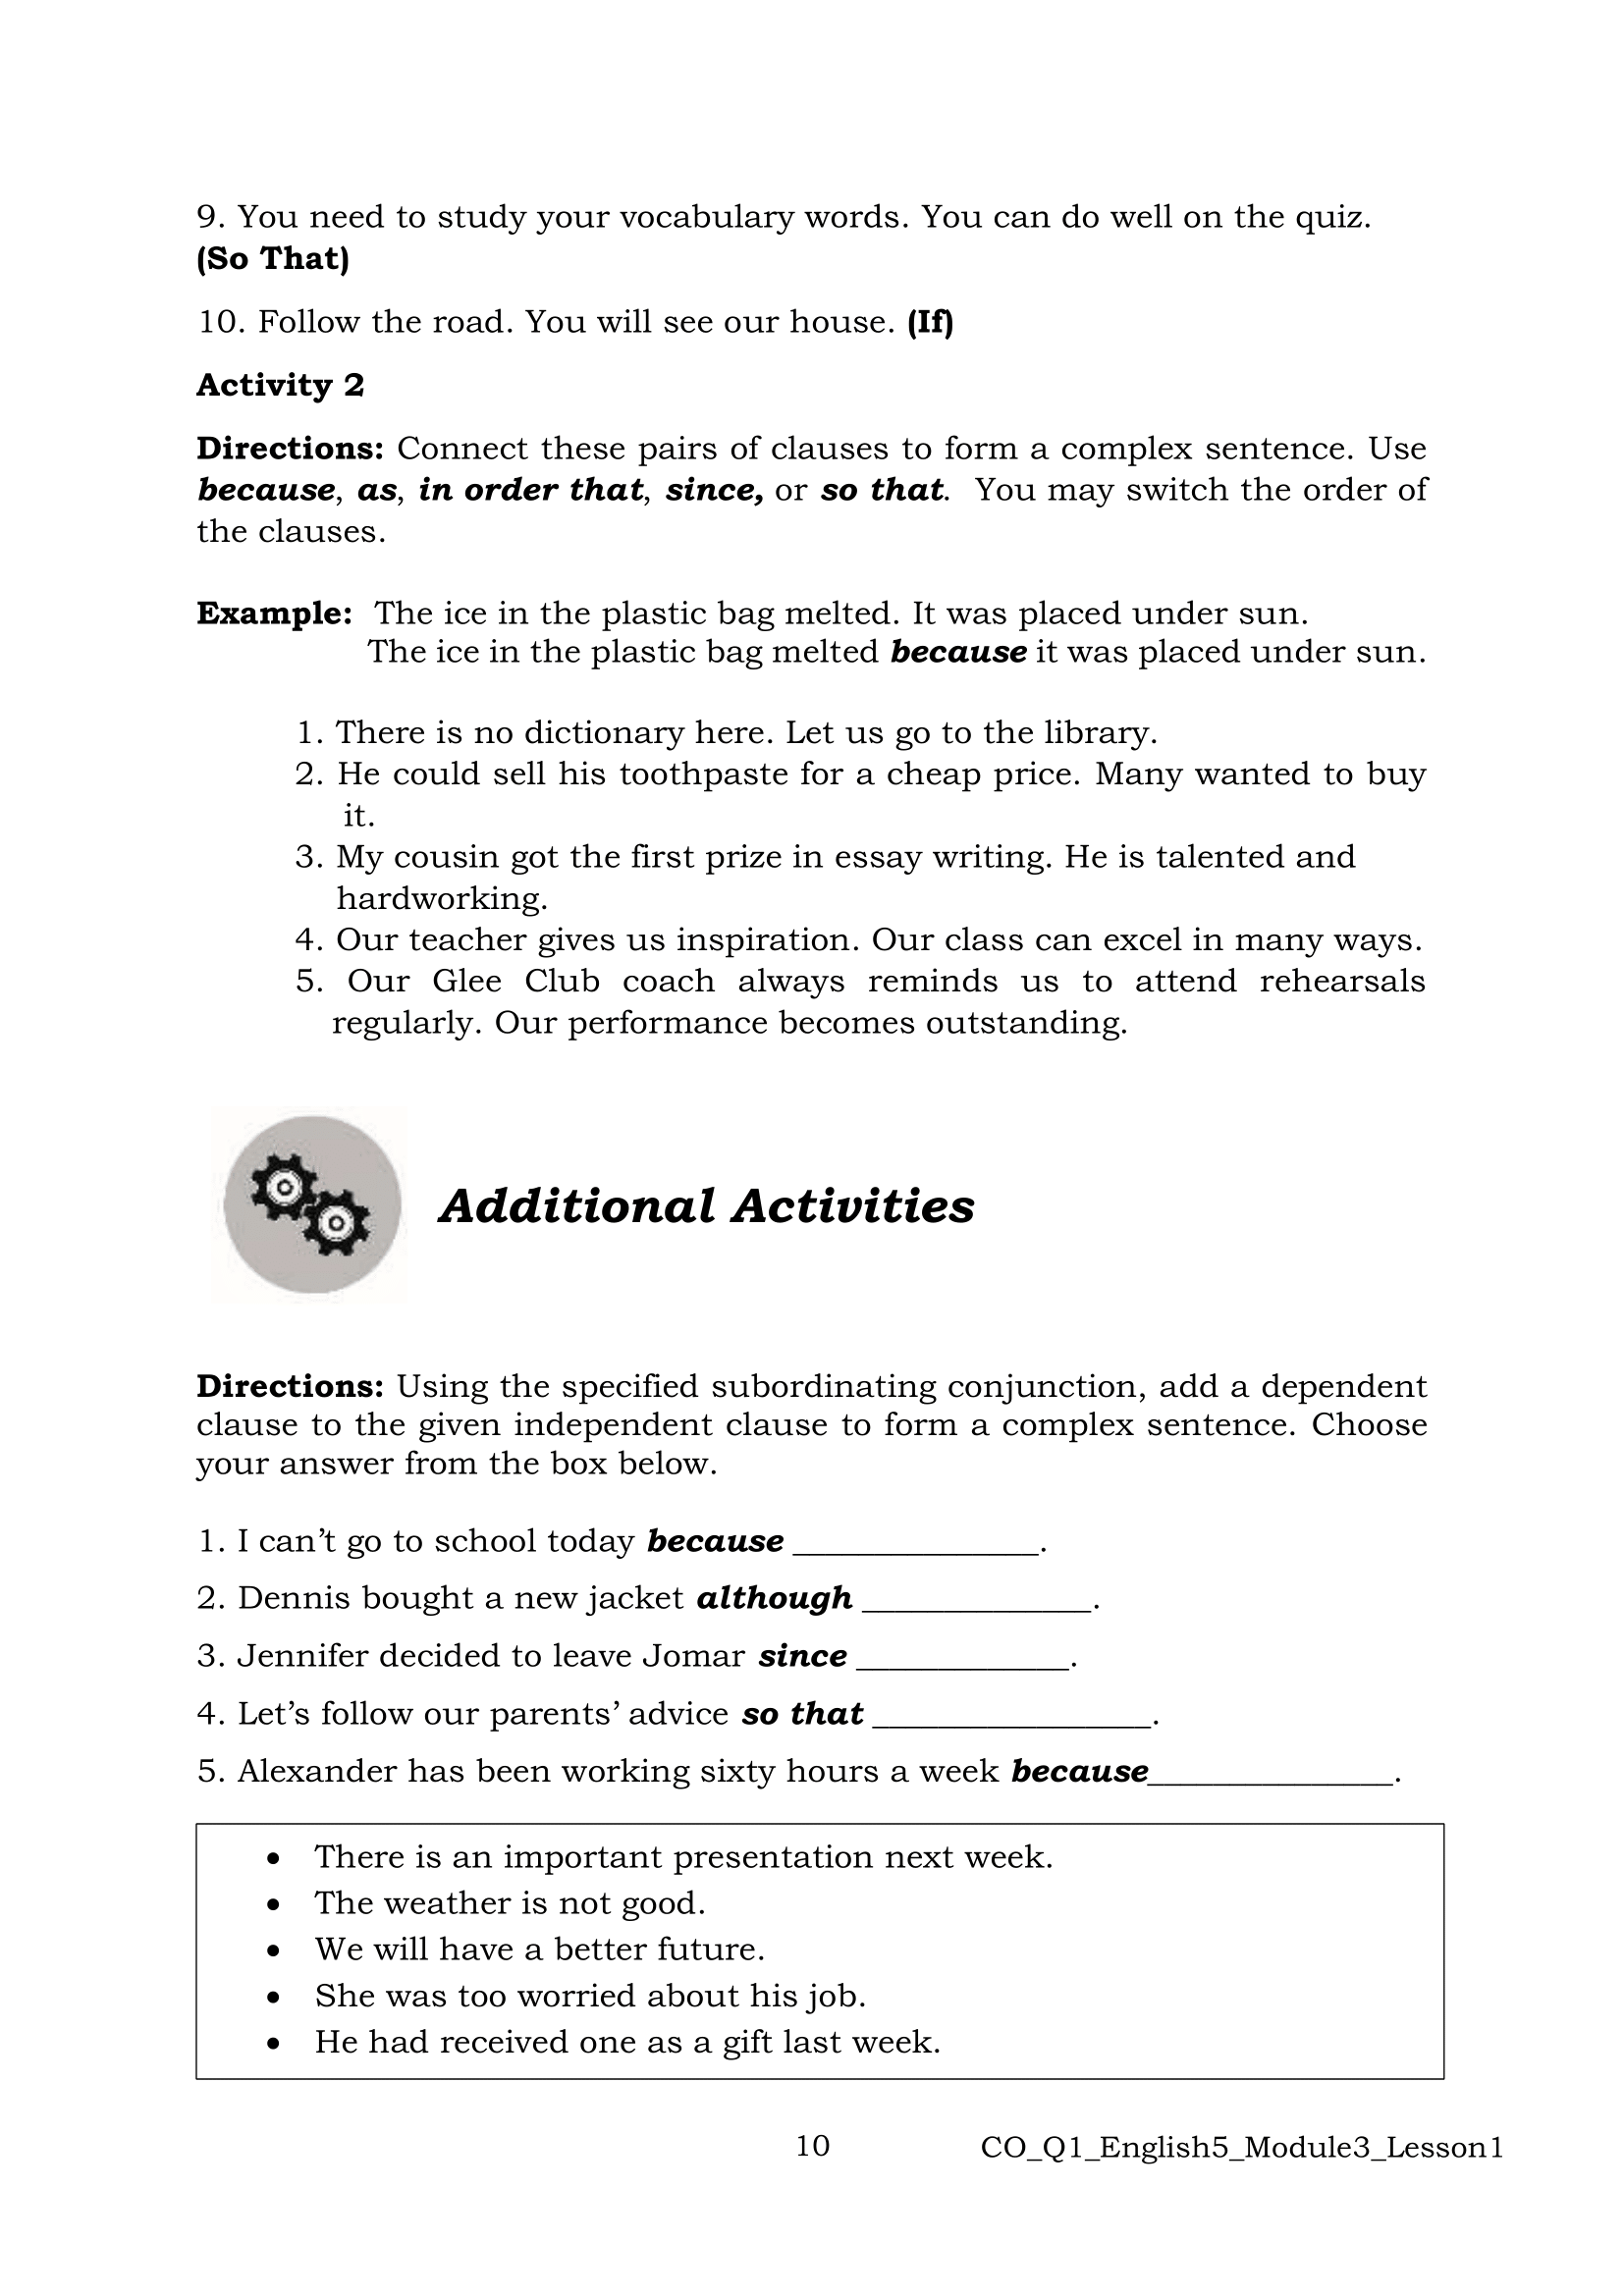 9. You need to study your vocabulary words. You can do well on the quiz.
(So That)
10. Follow the road. You will see our house. (If)
Activity 2
Directions: Connect these pairs of clauses to form a complex sentence. Use
because, as, in order that, since, or so that.  You may switch the order of
the clauses.
Example:  The ice in the plastic bag melted. It was placed under sun.
The ice in the plastic bag melted because it was placed under sun.
1. There is no dictionary here. Let us go to the library.
2. He could sell his toothpaste for a cheap price. Many wanted to buy
it.
3. My cousin got the first prize in essay writing. He is talented and
hardworking.
4. Our teacher gives us inspiration. Our class can excel in many ways.
5. Our Glee Club coach always reminds us to attend rehearsals
regularly. Our performance becomes outstanding.
Additional Activities
Directions: Using the specified subordinating conjunction, add a dependent
clause to the given independent clause to form a complex sentence. Choose
your answer from the box below.
1. I can’t go to school today because _______________.
2. Dennis bought a new jacket although ______________.
3. Jennifer decided to leave Jomar since _____________.
4. Let’s follow our parents’ advice so that _________________.
5. Alexander has been working sixty hours a week because_______________.
• There is an important presentation next week.
• The weather is not good.
• We will have a better future.
• She was too worried about his job.
• He had received one as a gift last week.
10
CO_Q1_English5_Module3_Lesson1